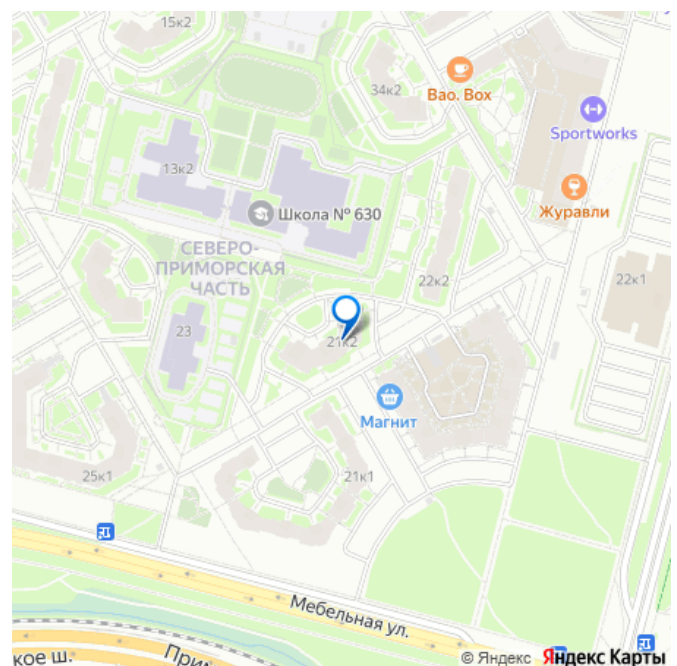 15к2
34к2
Bao. Box
Sportworks
13к2
Школа № 630
Журавли
СЕВЕРО-
ПРИМОРСКАЯ
ЧАСТЬ
22к2
22к1
23
21к2
Магнит
25к1
21к1
Мебельная ул.
кое ш.
Прим
© Яндекс Яндекс Карты